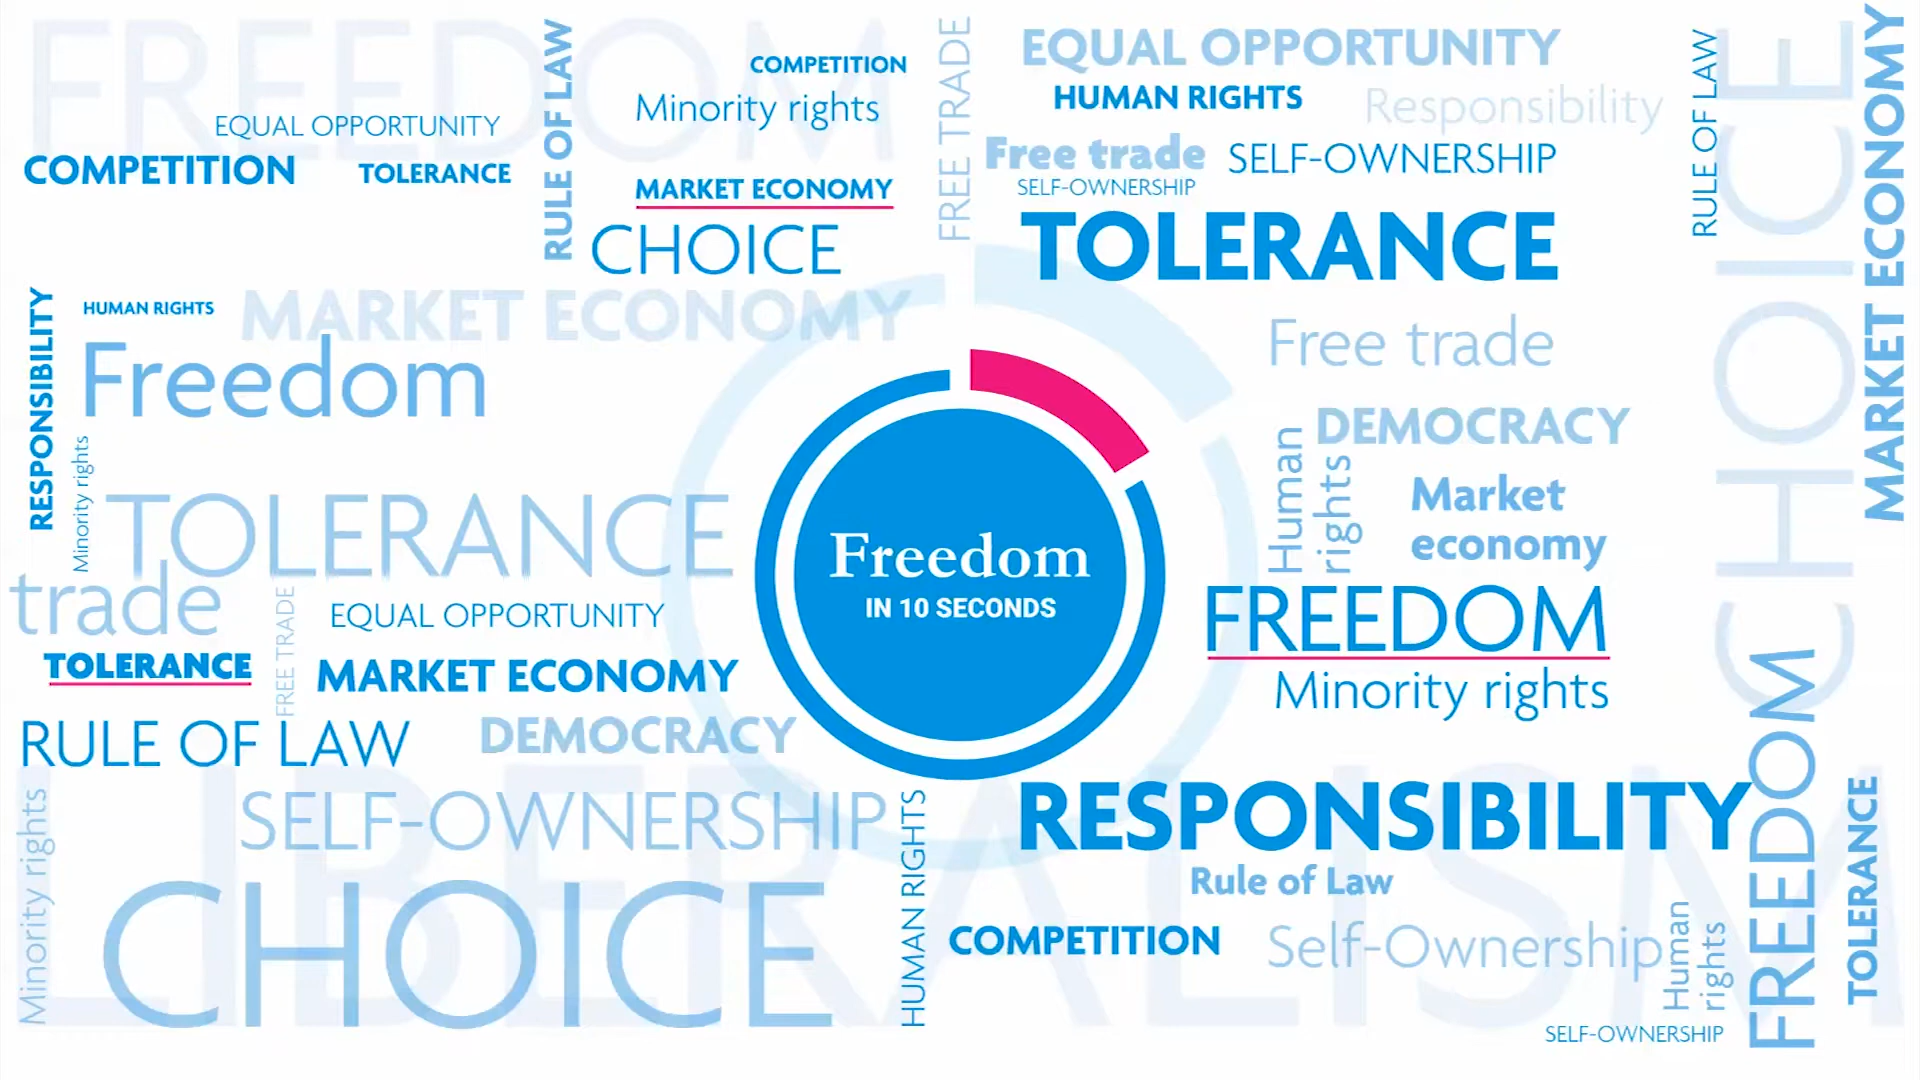 FREEDOM
RULE OF LAW
COMPETITION
Minority rights
EQUAL OPPORTUNITY
COMPETITION
TOLERANCE
MARKET ECONOMY
CHOICE
FREE TRADE
EQUAL OPPORTUNITY
HUMAN RIGHTS
Responsibility
Free trade
SELF-OWNERSHIP
SELF-OWNERSHIP
TOLERANCE
RULE OF LAW
CHOICE
MARKET ECONOMY
RESPONSIBILITY
HUMAN RIGHTS
MARKET ECONOMY
Freedom
Minority rights
TOLERANCE
trade
FREE TRADE
EQUAL OPPORTUNITY
TOLERANCE
MARKET ECONOMY
RULE OF LAW
DEMOCRACY
Freedom
IN 10 SECONDS
Free trade
DEMOCRACY
Human
rights
Market
economy
FREEDOM
Minority rights
LIBERALISM
Minority rights
SELF-OWNERSHIP
CHOICE
HUMAN RIGHTS
RESPONSIBILITY
Rule of Law
COMPETITION
Self-Ownership
Human
rights
SELF-OWNERSHIP
FREEDOM
TOLERANCE